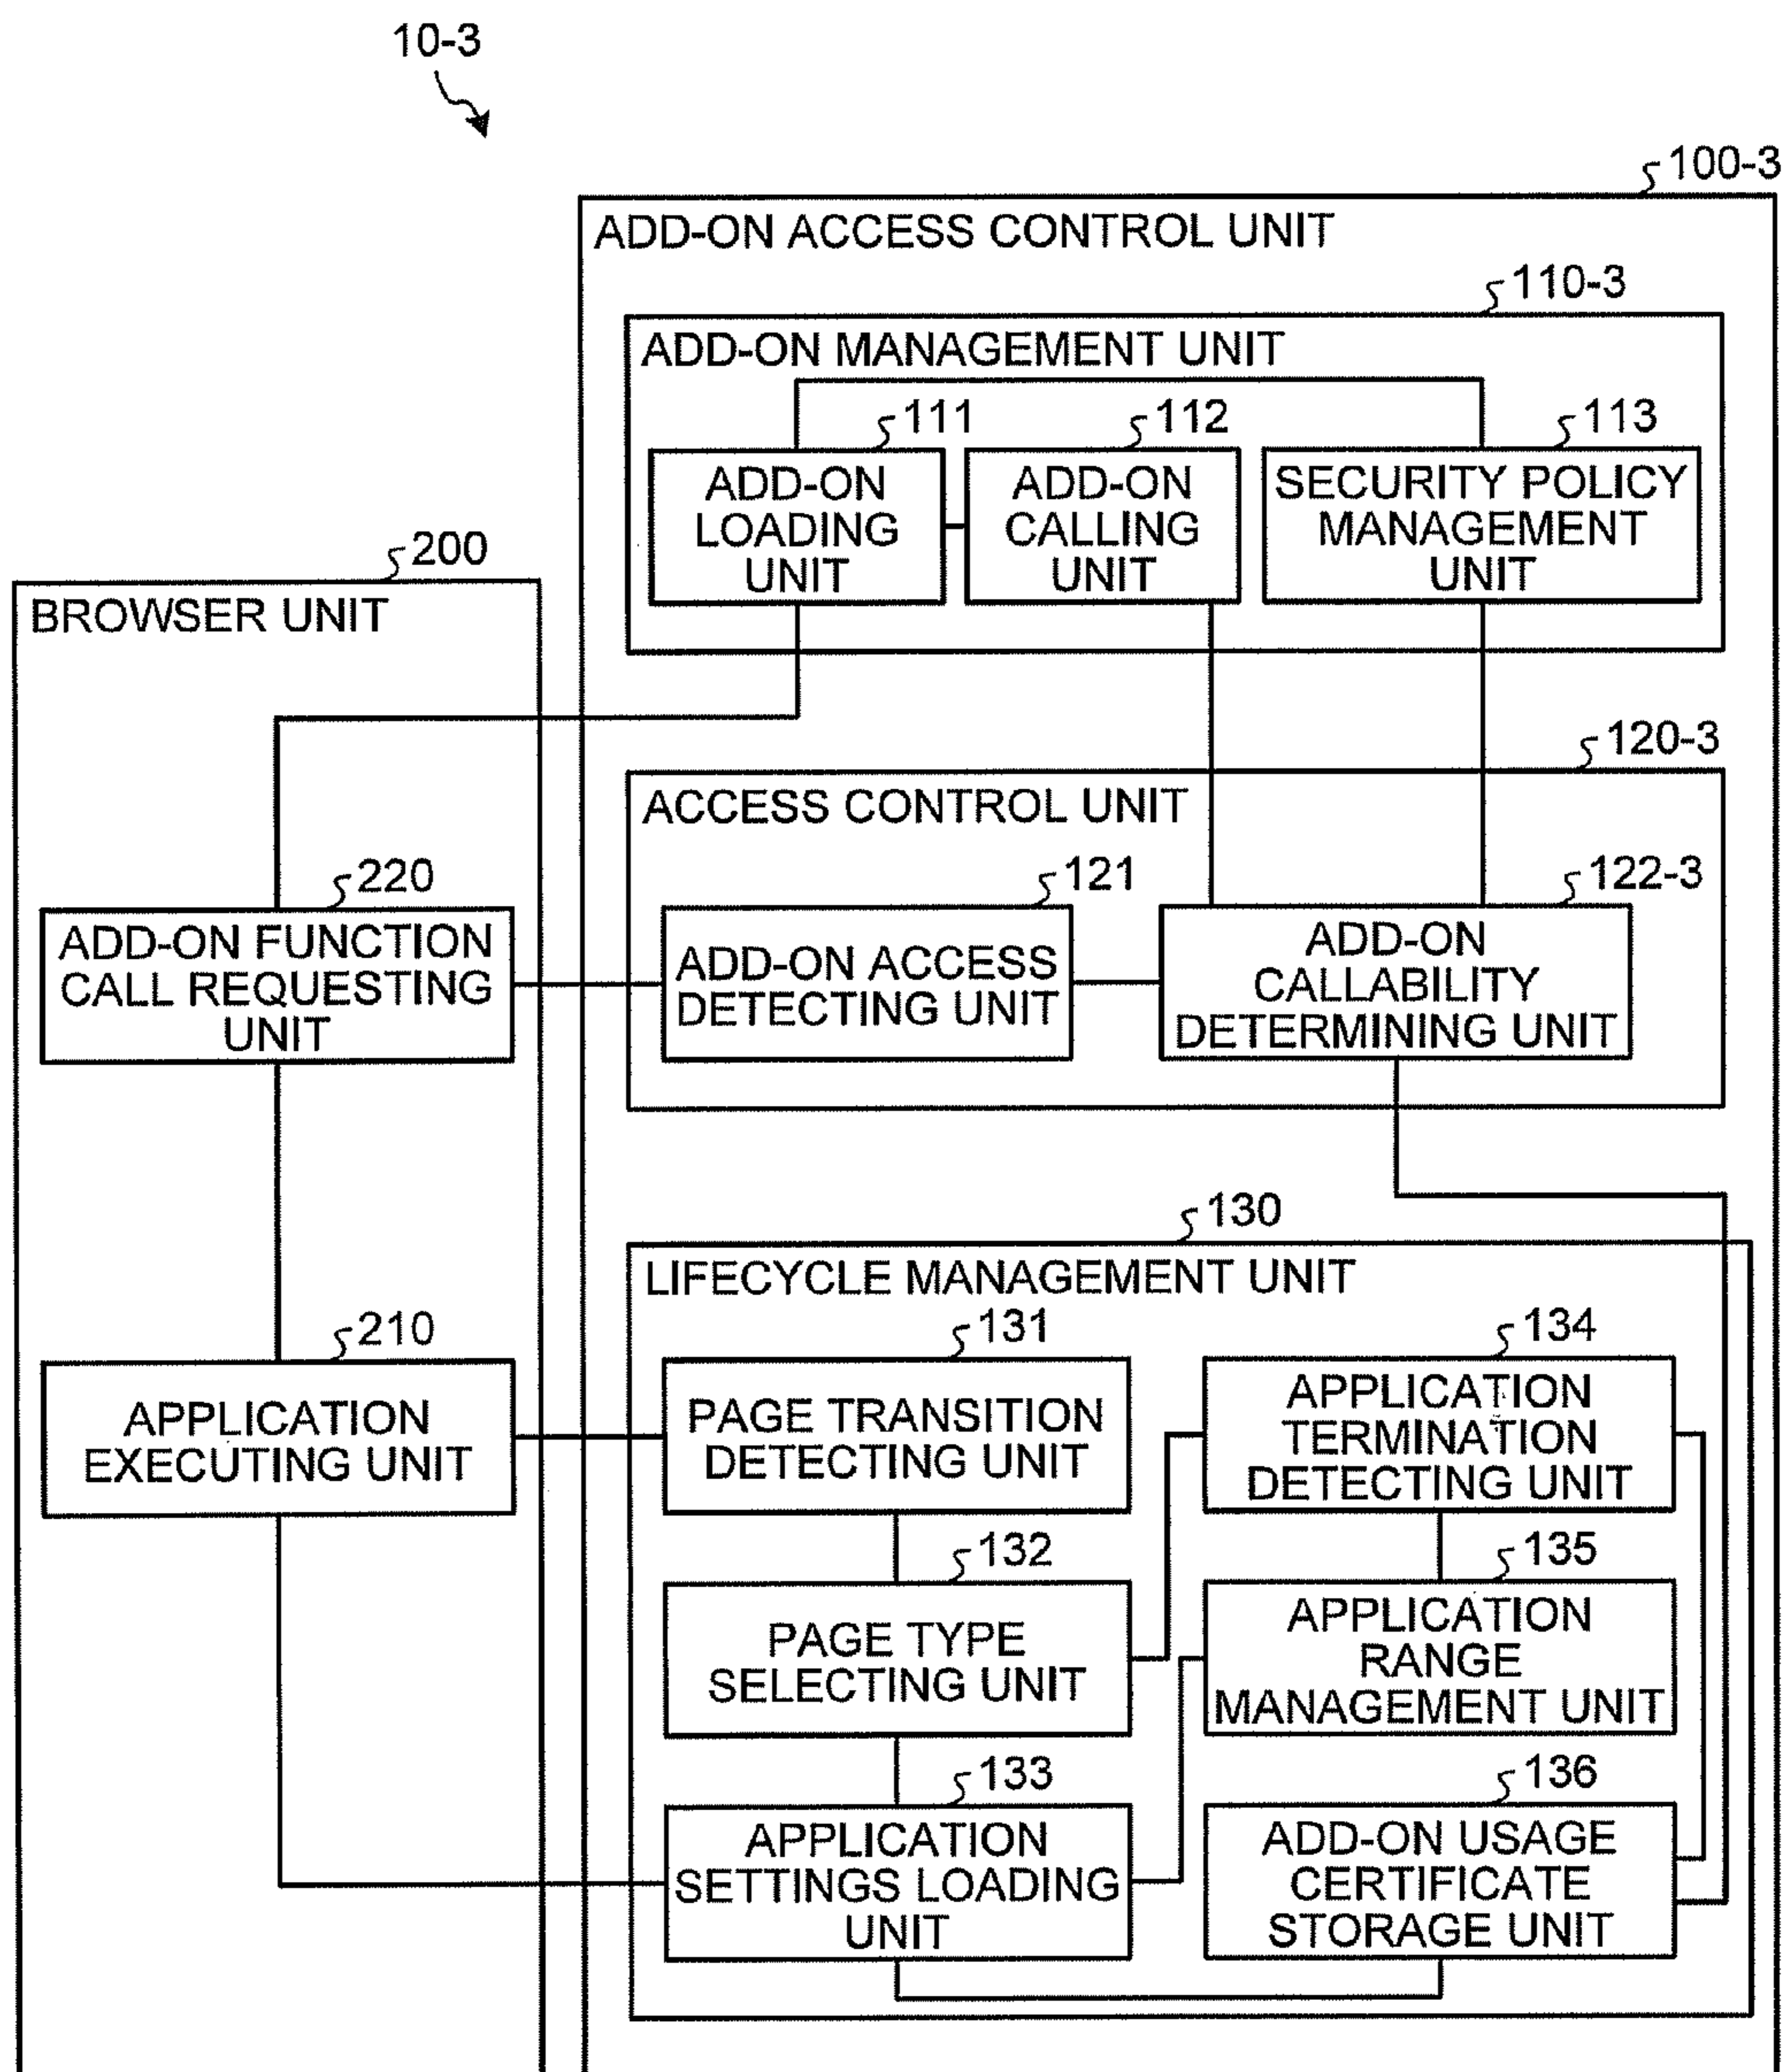 10-3
100-3
ADD-ON ACCESS CONTROL UNIT
110-3
ADD-ON MANAGEMENT UNIT
111
ADD-ON
LOADING
UNIT
112
ADD-ON
CALLING
UNIT
113
SECURITY POLICY
MANAGEMENT
UNIT
200
BROWSER UNIT
120-3
ACCESS CONTROL UNIT
220
ADD-ON FUNCTION
CALL REQUESTING
UNIT
121
ADD-ON ACCESS
DETECTING UNIT
122-3
ADD-ON
CALLABILITY
DETERMINING UNIT
130
LIFECYCLE MANAGEMENT UNIT
210
APPLICATION
EXECUTING UNIT
131
PAGE TRANSITION
DETECTING UNIT
134
APPLICATION
TERMINATION
DETECTING UNIT
132
PAGE TYPE
SELECTING UNIT
135
APPLICATION
RANGE
MANAGEMENT UNIT
133
APPLICATION
SETTINGS LOADING
UNIT
136
ADD-ON USAGE
CERTIFICATE
STORAGE UNIT